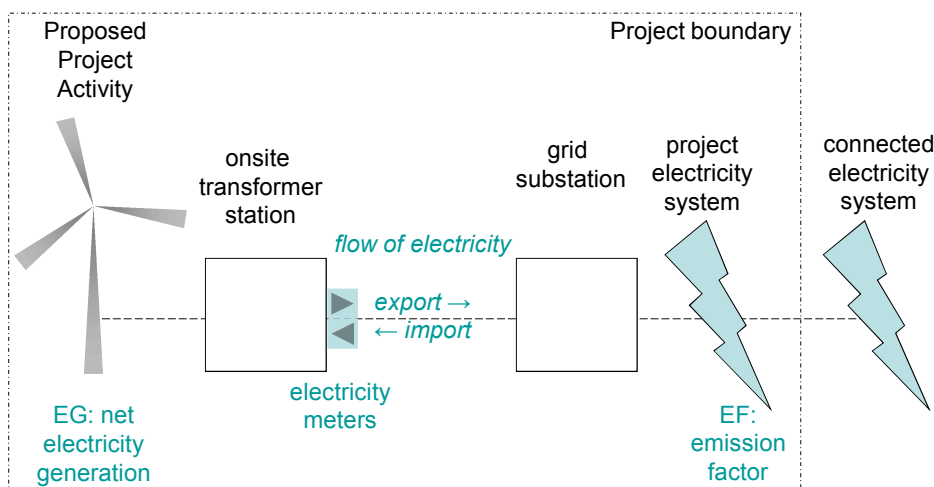 Proposed
Project
Activity
Project boundary
onsite
transformer
station
grid
substation
project
electricity
system
connected
electricity
system
flow of electricity
export →
← import
electricity
meters
EG: net
electricity
generation
EF:
emission
factor